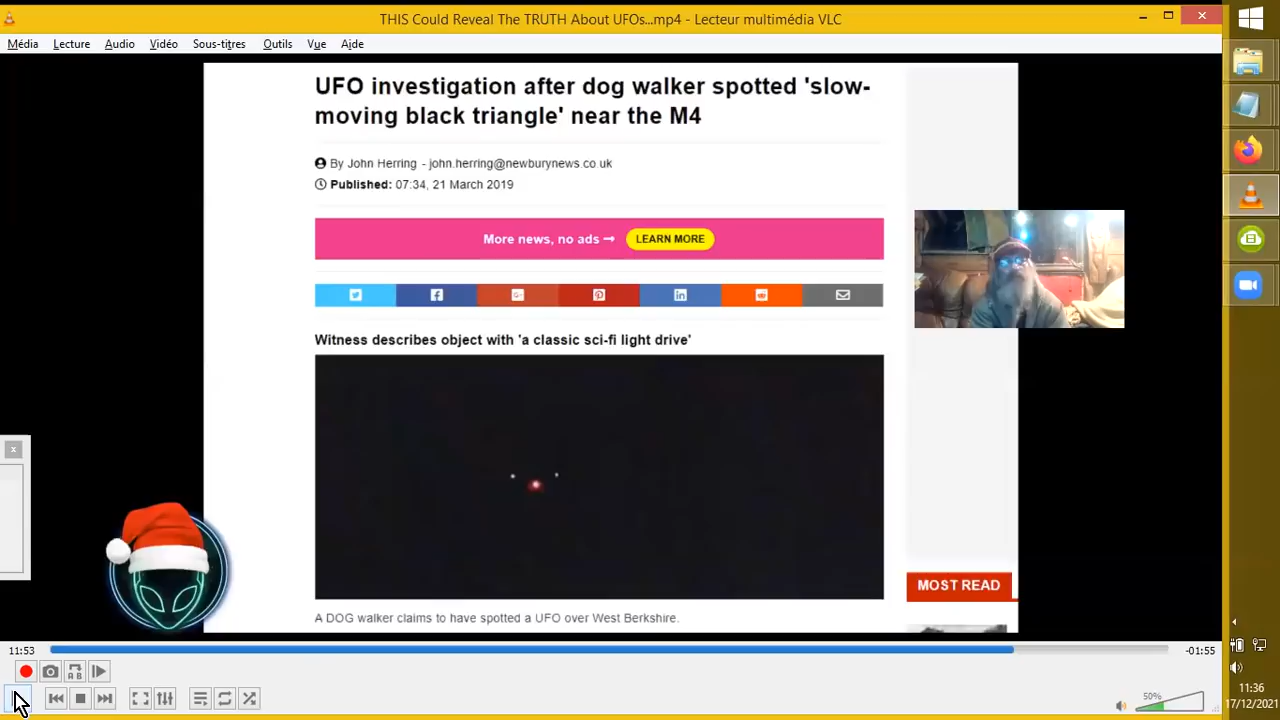 THIS Could Reveal The TRUTH About UFOs...mp4 - Lecteur multimédia VLC
Média Lecture Audio Vidéo Sous-titres Outils Vue Aide
UFO investigation after dog walker spotted 'slow-
moving black triangle' near the M4
By John Herring - john.herring@newburynews.co.uk
Published: 07:34, 21 March 2019
More news, no ads → LEARN MORE
Witness describes object with 'a classic sci-fi light drive'
MOST READ
A DOG walker claims to have spotted a UFO over West Berkshire.
11:53
-01:55
A B
50%
11:36
17/12/2021